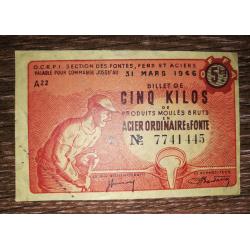 O.C.R.P.I. SECTION DES FONTES, FERS ET ACIERS
VALABLE POUR COMMANDE JUSQU'AU 31 MARS 1946
A22
BILLET DE
CINQ KILOS
DE
PRODUITS MOULÉS BRUTS
EN
ACIER ORDINAIRE & FONTE
№ 7741445